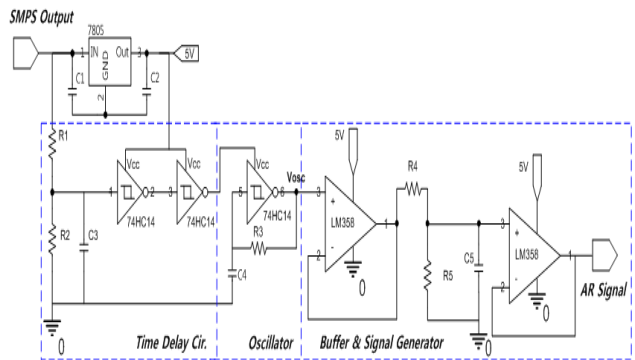 SMPS Output
7805
1 IN Out 3
GND
2
5V
C1
C2
R1
Vcc
Vcc
Vcc
Vosc
5V
R4
5V
4
2
3
5
6
3
3
+
+
74HC14
74HC14
74HC14
LM358
1
LM358
1
R3
-
-
2
2
R2
C3
C4
R5
C5
0
0
AR Signal
0
0
Time Delay Cir.
Oscillator
Buffer & Signal Generator